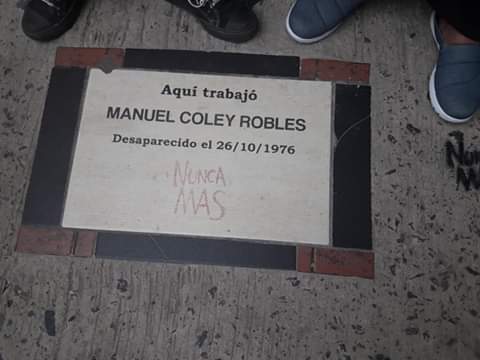 Aquí trabajó
MANUEL COLEY ROBLES
Desaparecido el 26/10/1976
NUNCA
MAS